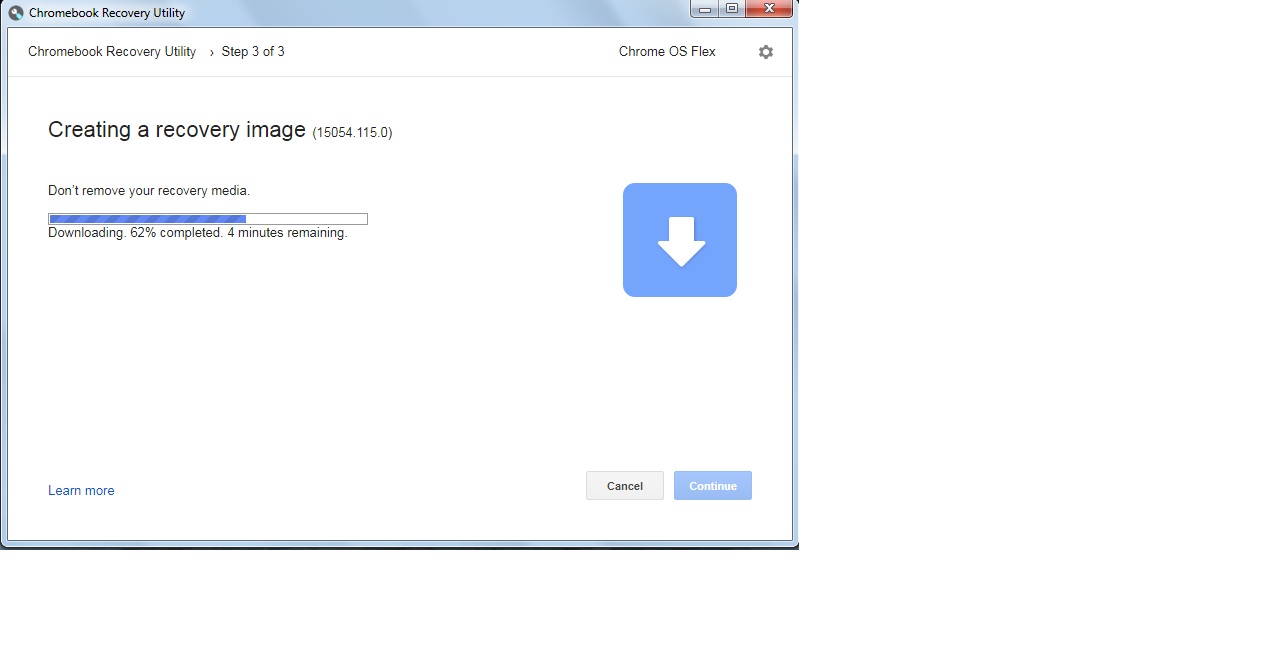 Chromebook Recovery Utility
Chromebook Recovery Utility › Step 3 of 3 Chrome OS Flex
Creating a recovery image (15054.115.0)
Don't remove your recovery media.
Downloading. 62% completed. 4 minutes remaining.
Learn more Cancel Continue